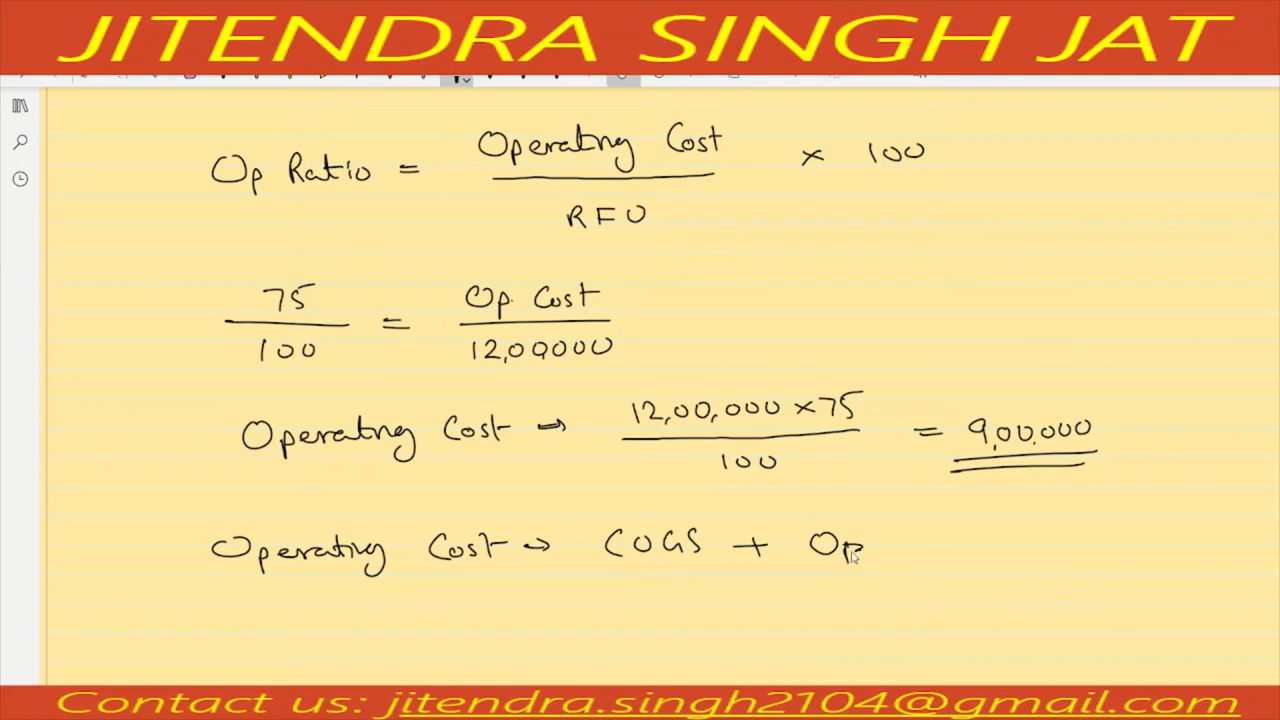 JITENDRA SINGH JAT
Op Ratio = Operating Cost / RFO × 100
75 / 100 = Op. Cost / 12,00000
Operating Cost → 12,00,000 × 75 / 100 = 9,00,000
Operating Cost → COGS + Op
Contact us: jitendra.singh2104@gmail.com